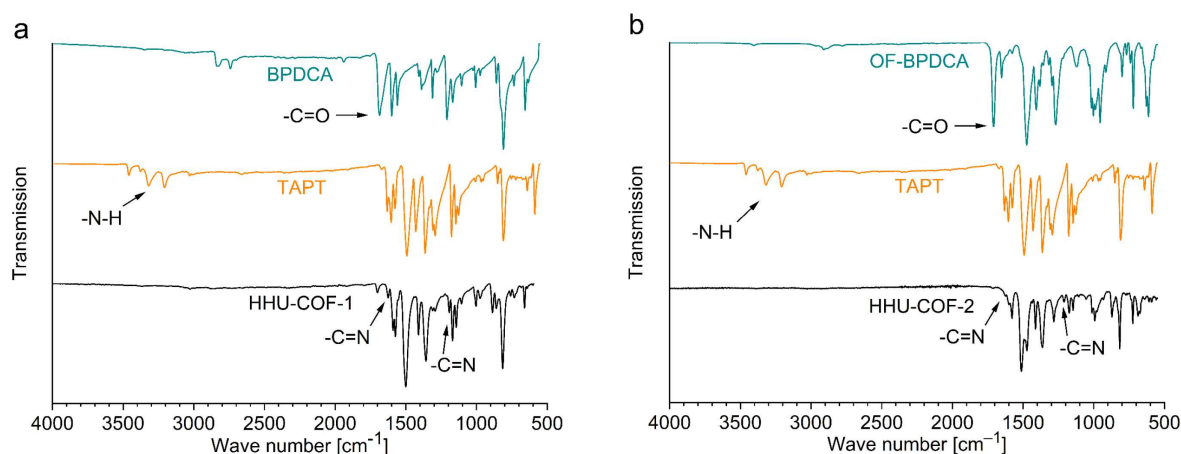 a
BPDCA
-C=O
TAPT
-N-H
HHU-COF-1
-C=N
-C=N
Transmission
4000 3500 3000 2500 2000 1500 1000 500
Wave number [cm⁻¹]
b
OF-BPDCA
-C=O
TAPT
-N-H
HHU-COF-2
-C=N
-C=N
Transmission
4000 3500 3000 2500 2000 1500 1000 500
Wave number [cm⁻¹]